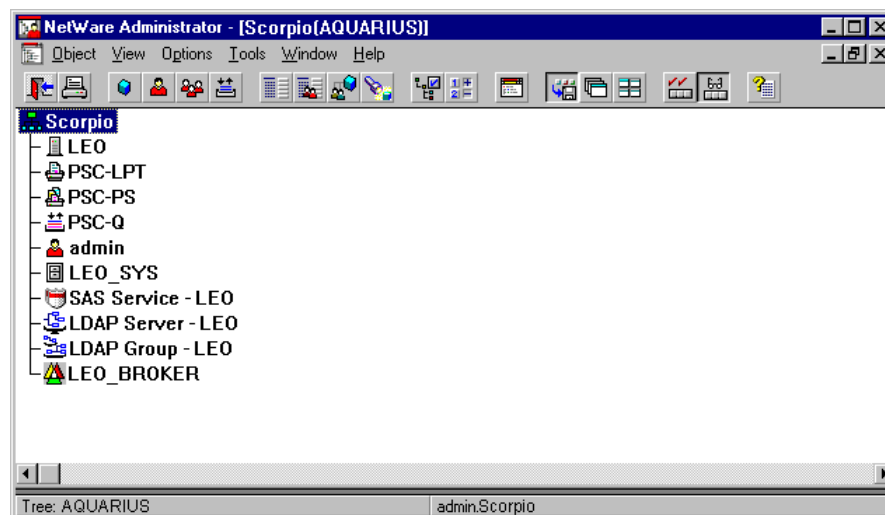 NetWare Administrator - [Scorpio(AQUARIUS)]
Object View Options Tools Window Help
Scorpio
LEO
PSC-LPT
PSC-PS
PSC-Q
admin
LEO_SYS
SAS Service - LEO
LDAP Server - LEO
LDAP Group - LEO
LEO_BROKER
Tree: AQUARIUS admin.Scorpio